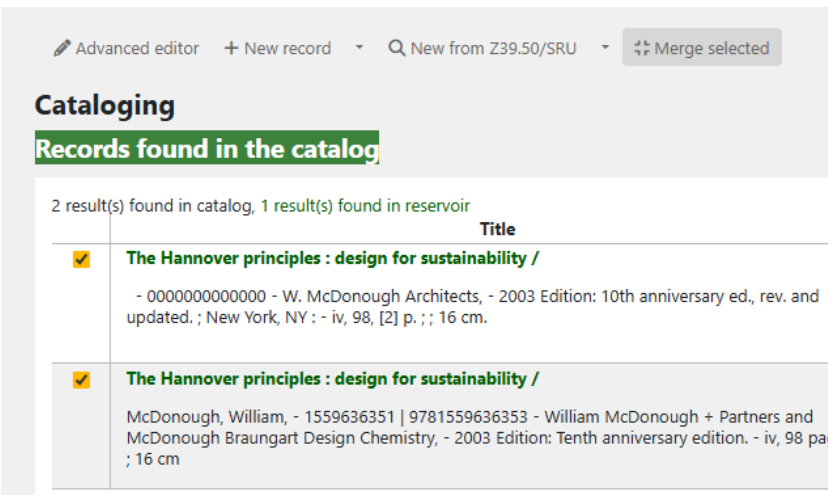 Advanced editor + New record New from Z39.50/SRU Merge selected
Cataloging
Records found in the catalog
2 result(s) found in catalog, 1 result(s) found in reservoir
Title
The Hannover principles : design for sustainability /
- 0000000000000 - W. McDonough Architects, - 2003 Edition: 10th anniversary ed., rev. and
updated. ; New York, NY : - iv, 98, [2] p. ; ; 16 cm.
The Hannover principles : design for sustainability /
McDonough, William, - 1559636351 | 9781559636353 - William McDonough + Partners and
McDonough Braungart Design Chemistry, - 2003 Edition: Tenth anniversary edition. - iv, 98
; 16 cm